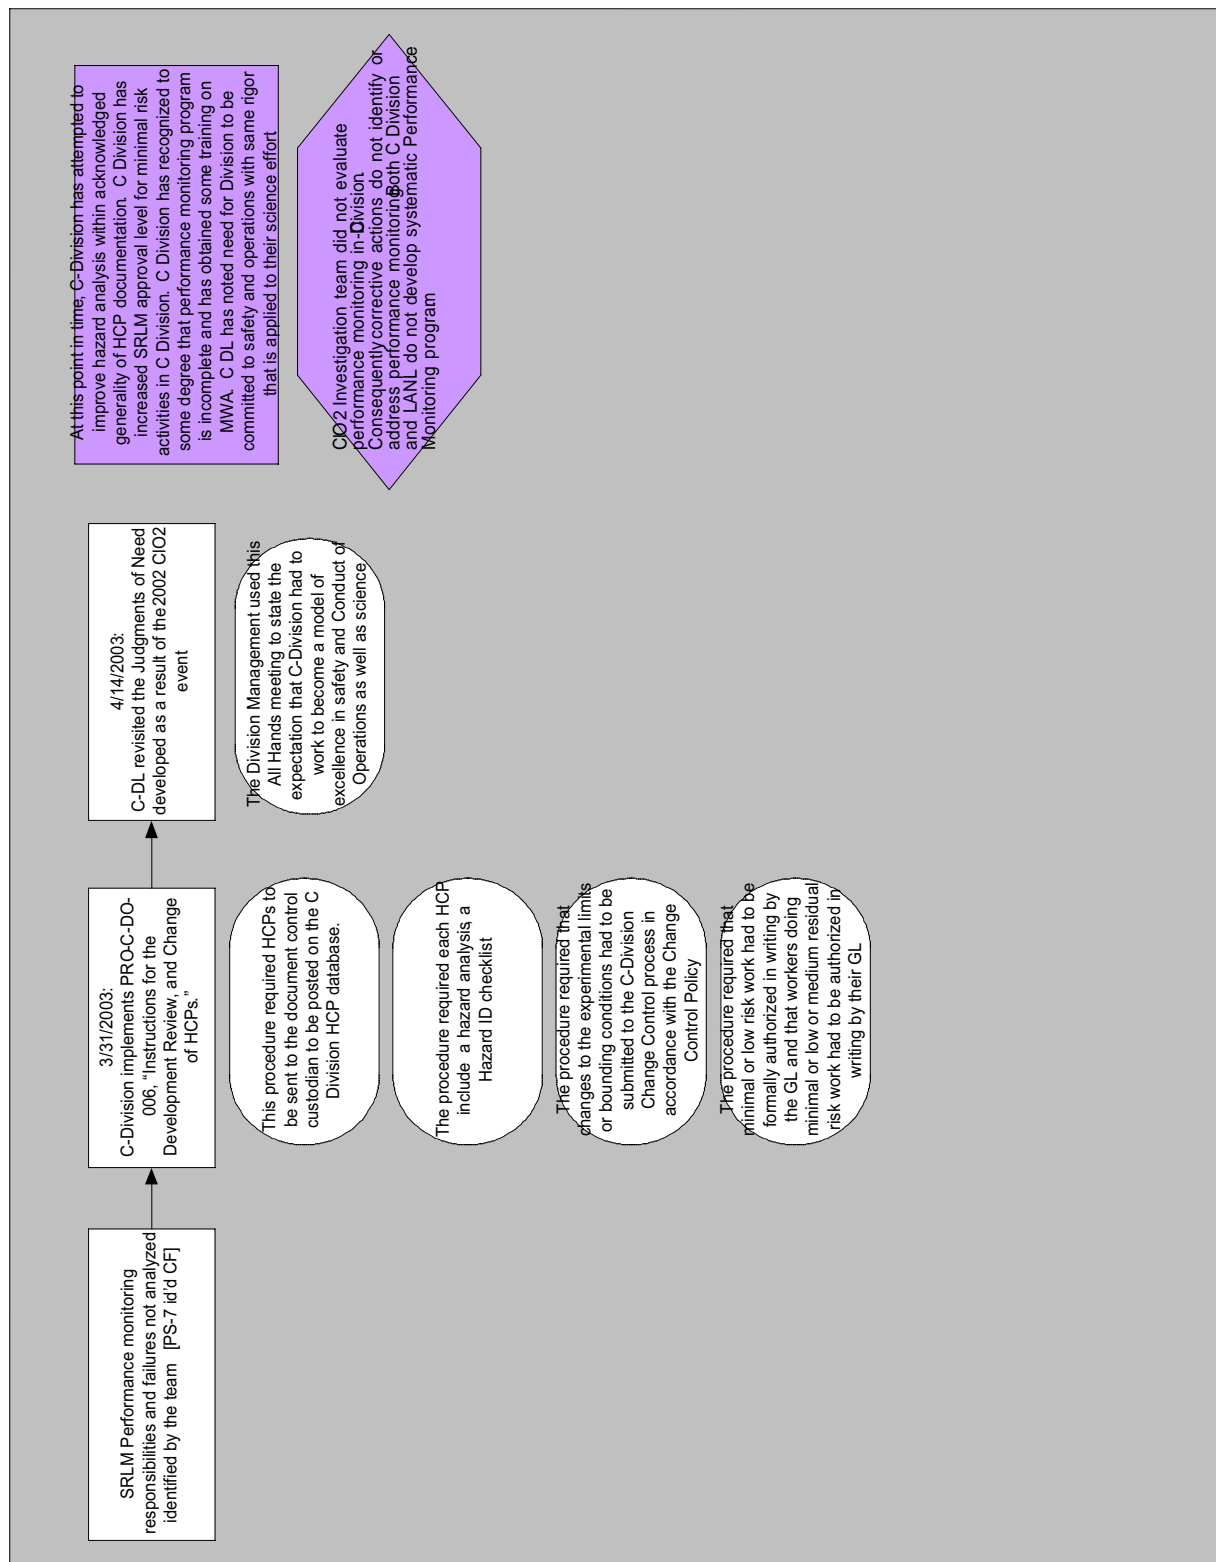 SRLM Performance monitoring
responsibilities and failures not analyzed
identified by the team [PS-7 id'd CF]
3/31/2003:
C-Division implements PRO-C-DO-
006, “Instructions for the
Development Review, and Change
of HCPs.”
This procedure required HCPs to
be sent to the document control
custodian to be posted on the C
Division HCP database.
The procedure required each HCP
include a hazard analysis, a
Hazard ID checklist
The procedure required that
changes to the experimental limits
or bounding conditions had to be
submitted to the C-Division
Change Control process in
accordance with the Change
Control Policy
The procedure required that
minimal or low risk work had to be
formally authorized in writing by
the GL and that workers doing
minimal or low or medium residual
risk work had to be authorized in
writing by their GL
4/14/2003:
C-DL revisited the Judgments of Need
developed as a result of the 2002 ClO2
event
The Division Management used this
All Hands meeting to state the
expectation that C-Division had to
work to become a model of
excellence in safety and Conduct of
Operations as well as science.
At this point in time, C-Division has attempted to
improve hazard analysis within acknowledged
generality of HCP documentation. C Division has
increased SRLM approval level for minimal risk
activities in C Division. C Division has recognized to
some degree that performance monitoring program
is incomplete and has obtained some training on
MWA. C DL has noted need for Division to be
committed to safety and operations with same rigor
that is applied to their science effort
ClO2 Investigation team did not evaluate
performance monitoring in-Division.
Consequently corrective actions do not identify or
address performance monitoring. Both C Division
and LANL do not develop systematic Performance
Monitoring program